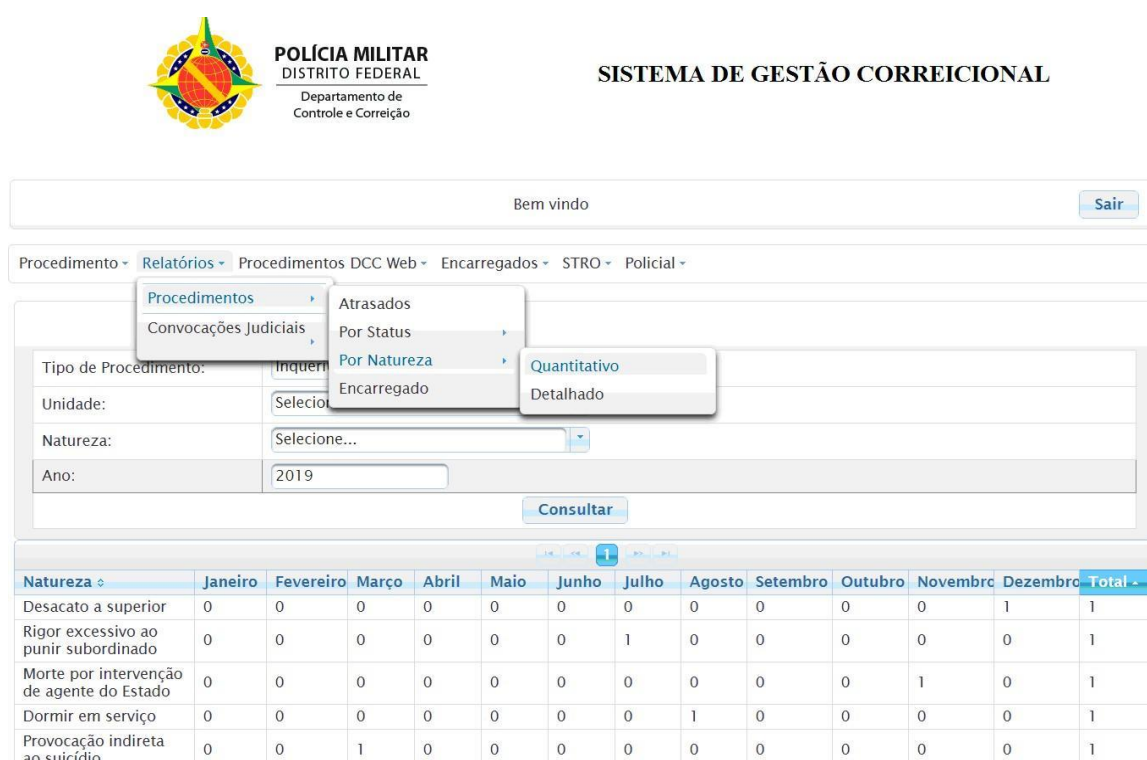 POLÍCIA MILITAR
DISTRITO FEDERAL
Departamento de
Controle e Correição
SISTEMA DE GESTÃO CORREICIONAL
Bem vindo
Sair
Procedimento Relatórios Procedimentos DCC Web Encarregados STRO Policial
Procedimentos
Convocações Judiciais
Atrasados
Por Status
Por Natureza
Encarregado
Quantitativo
Detalhado
Tipo de Procedimento:
Unidade:
Natureza: Selecione...
Ano: 2019
Consultar
1
Natureza Janeiro Fevereiro Março Abril Maio Junho Julho Agosto Setembro Outubro Novembro Dezembro Total
Desacato a superior 0 0 0 0 0 0 0 0 0 0 0 1 1
Rigor excessivo ao
punir subordinado 0 0 0 0 0 0 1 0 0 0 0 0 1
Morte por intervenção
de agente do Estado 0 0 0 0 0 0 0 0 0 0 1 0 1
Dormir em serviço 0 0 0 0 0 0 0 1 0 0 0 0 1
Provocação indireta
ao suicídio 0 0 1 0 0 0 0 0 0 0 0 0 1